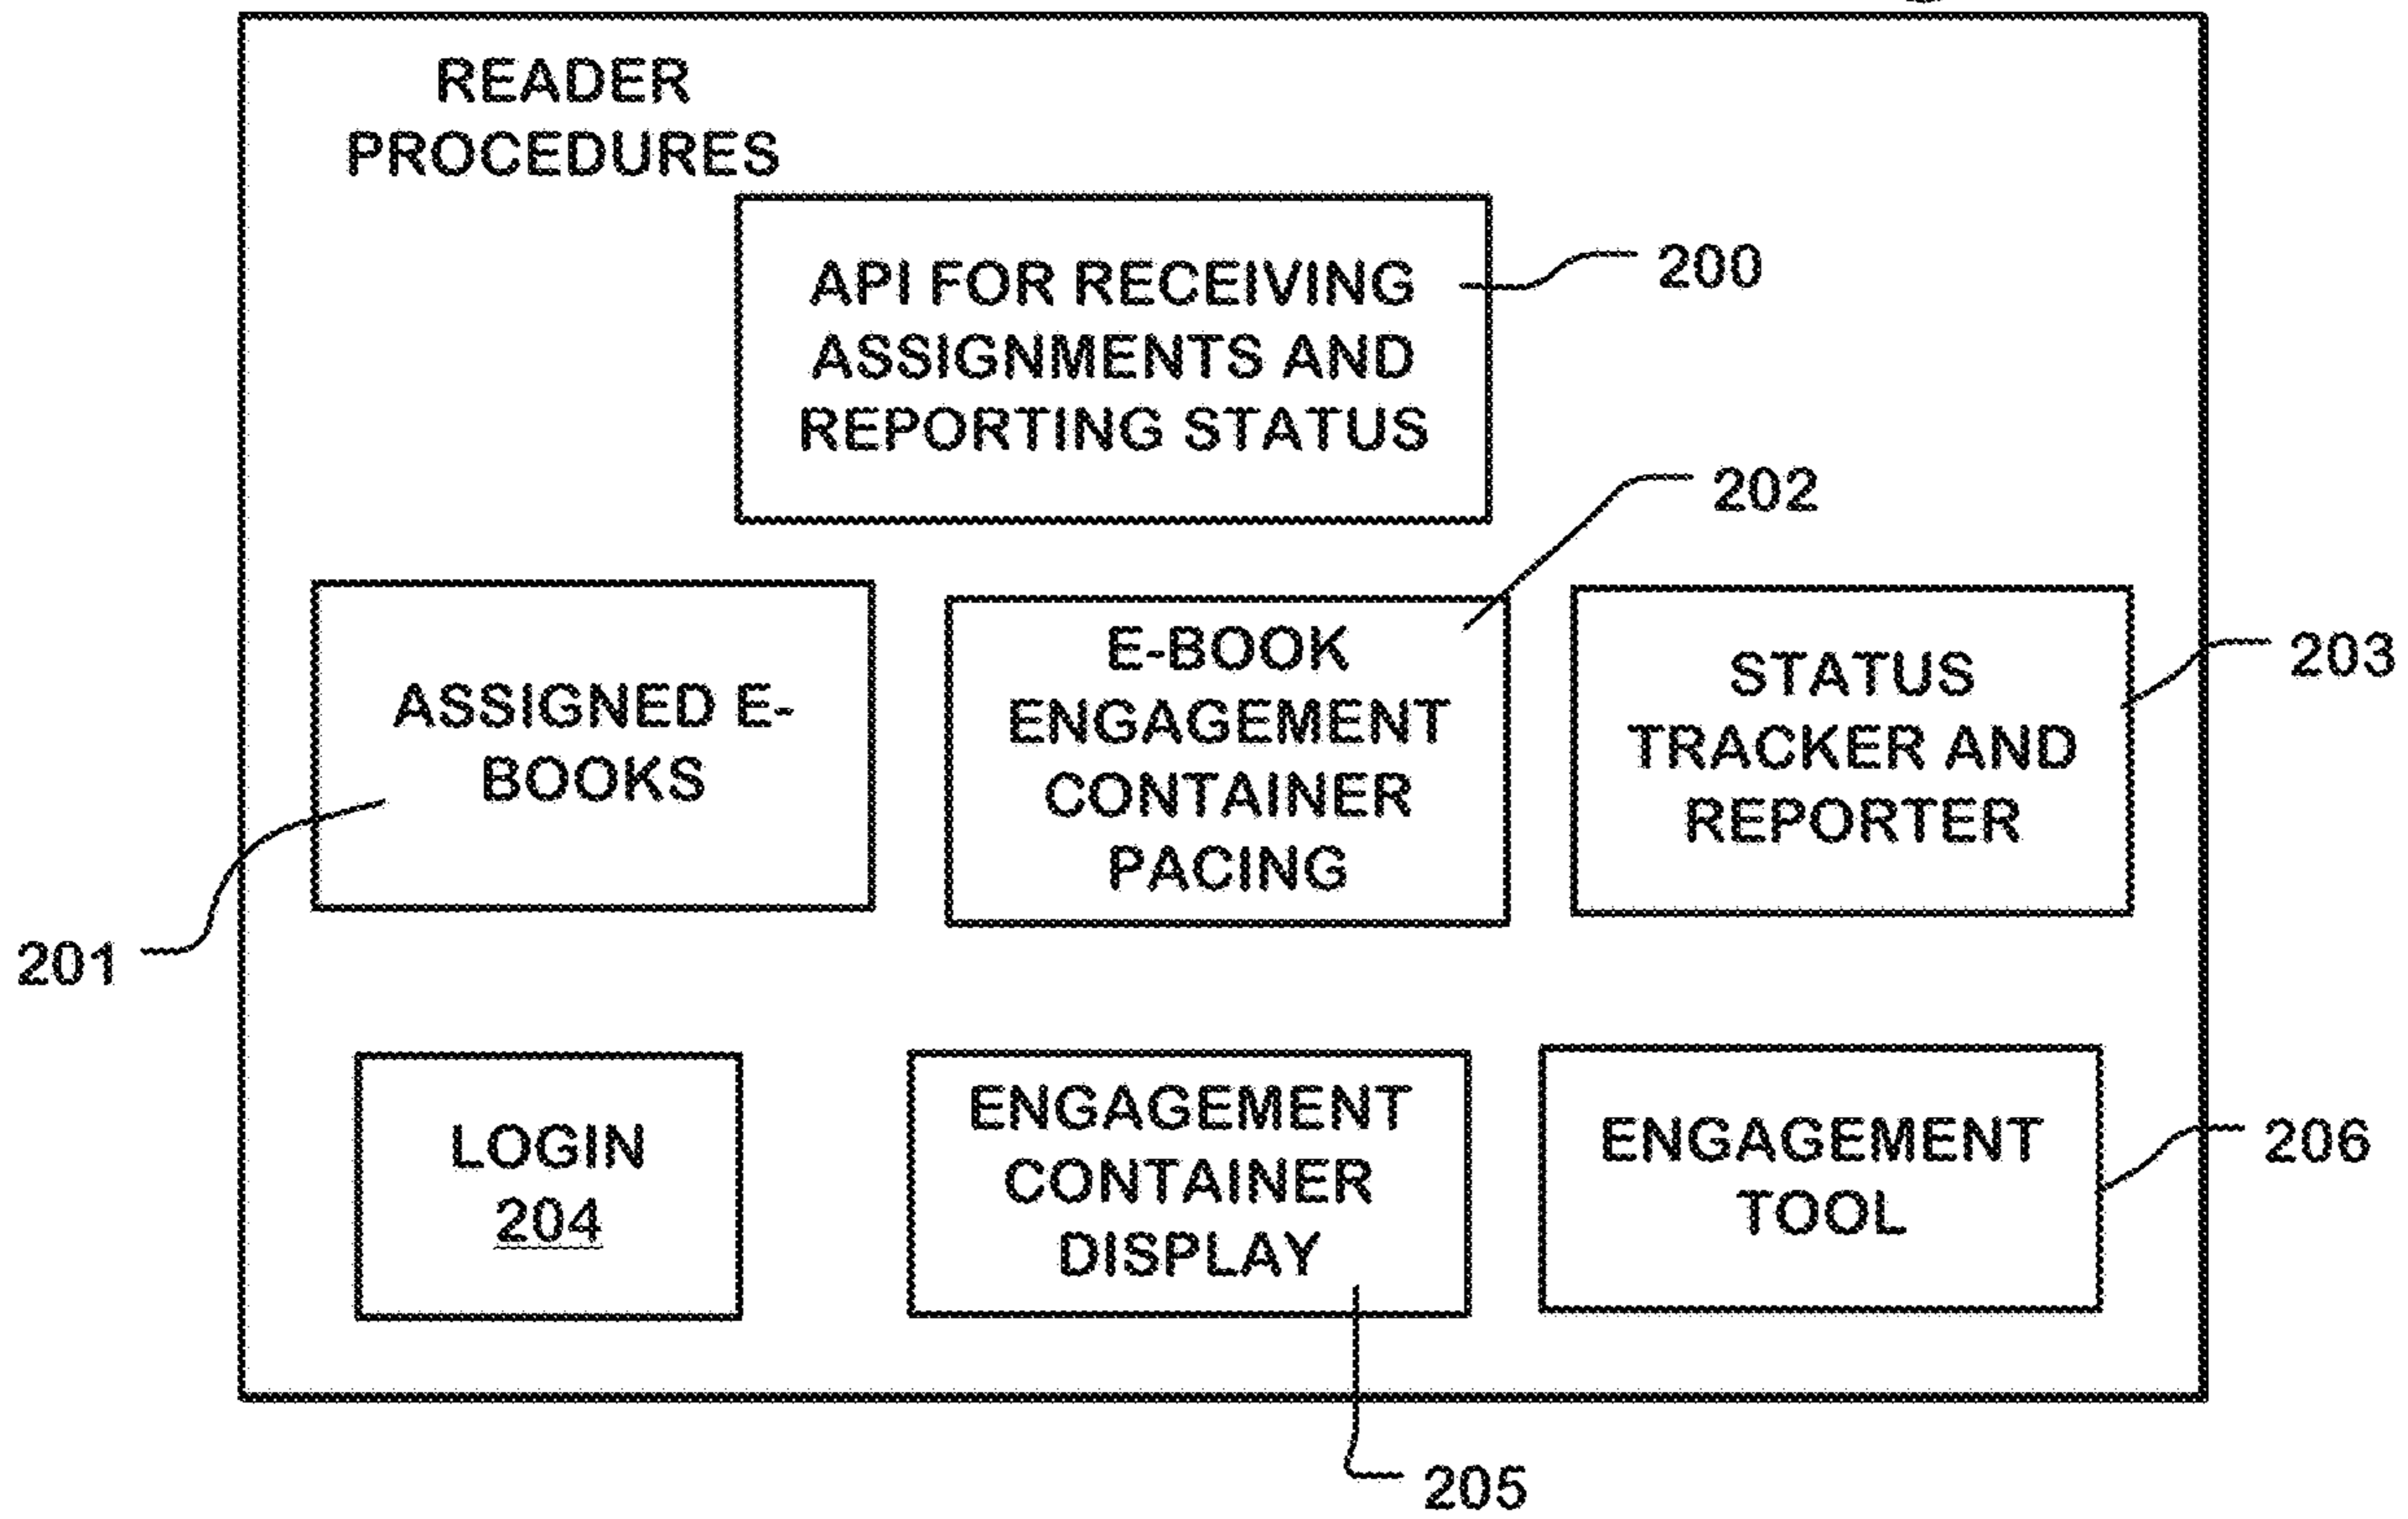 READER
PROCEDURES
API FOR RECEIVING
ASSIGNMENTS AND
REPORTING STATUS
200
202
ASSIGNED E-
BOOKS
201
E-BOOK
ENGAGEMENT
CONTAINER
PACING
STATUS
TRACKER AND
REPORTER
203
LOGIN
204
ENGAGEMENT
CONTAINER
DISPLAY
205
ENGAGEMENT
TOOL
206